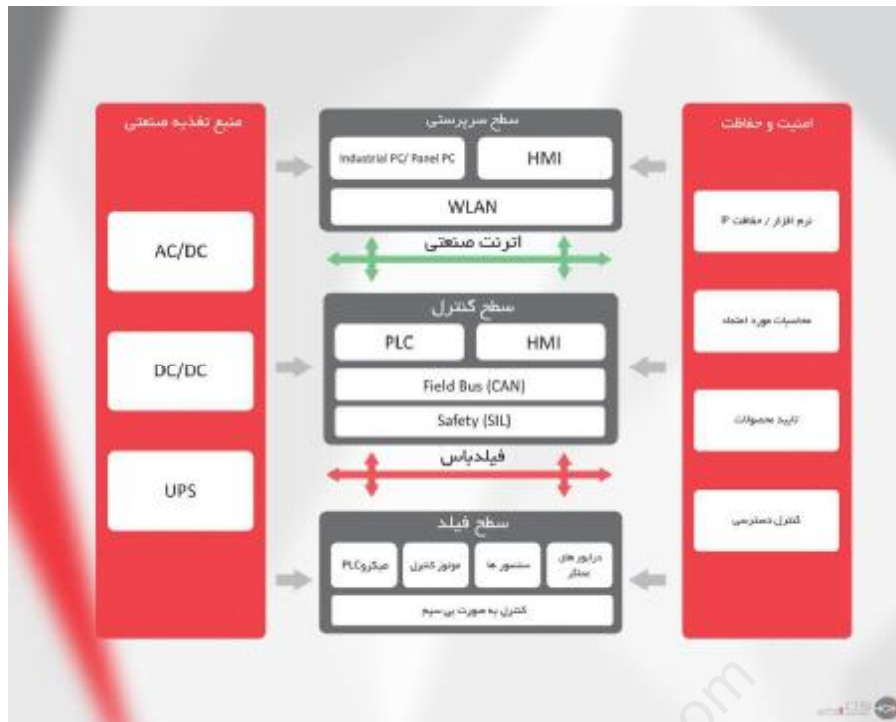 امنیت و حفاظت
نرم افزار / حفاظت IP
محاسبات مورد اعتماد
تایید محصولات
کنترل دسترسی
سطح سرپرستی
Industrial PC/ Panel PC
HMI
WLAN
اترنت صنعتی
سطح کنترل
PLC
HMI
Field Bus (CAN)
Safety (SIL)
فیلدباس
سطح فیلد
درایور های
عملگر
سنسور ها
موتور کنترل
میکروPLC
کنترل به صورت بی سیم
منبع تغذیه صنعتی
AC/DC
DC/DC
UPS